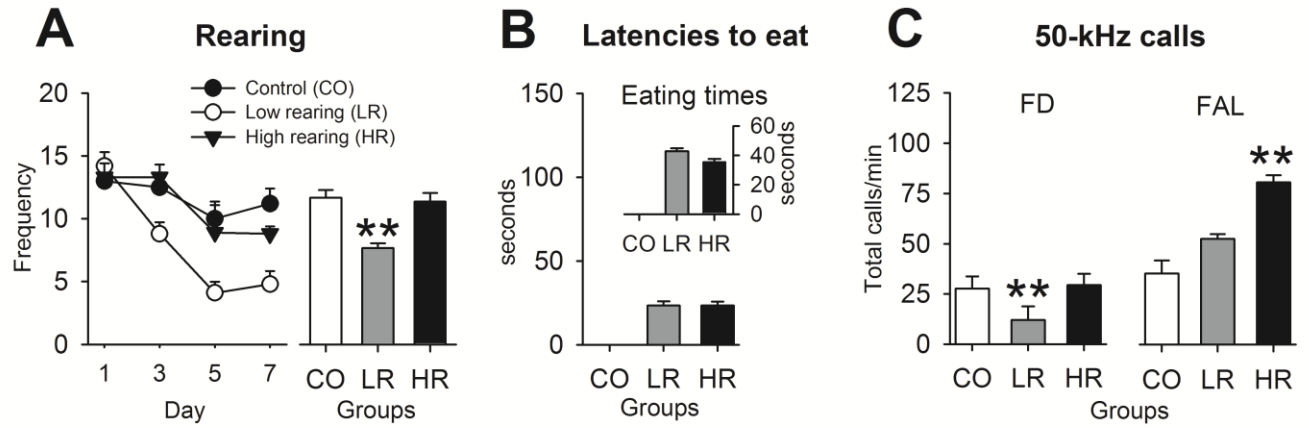 A
Rearing
Control (CO)
Low rearing (LR)
High rearing (HR)
20
15
10
5
0
Frequency
1 3 5 7
Day
**
CO LR HR
Groups
B
Latencies to eat
150
100
50
0
seconds
Eating times
60
40
20
0
seconds
CO LR HR
CO LR HR
Groups
C
50-kHz calls
125
100
75
50
25
0
Total calls/min
FD
FAL
**
**
CO LR HR
CO LR HR
Groups